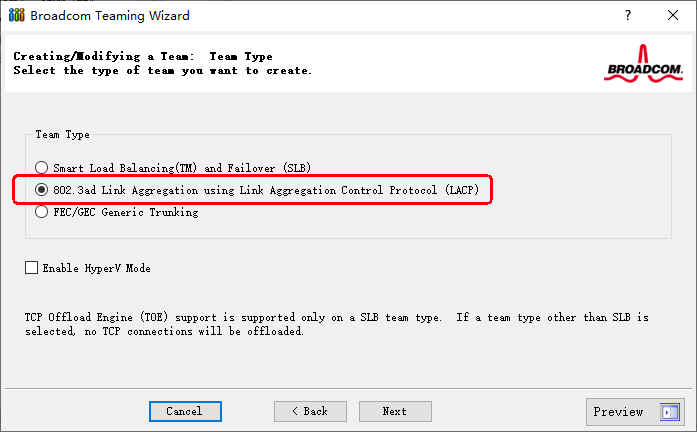 Broadcom Teaming Wizard
Creating/Modifying a Team: Team Type
Select the type of team you want to create.
BROADCOM.
Team Type
Smart Load Balancing(TM) and Failover (SLB)
802.3ad Link Aggregation using Link Aggregation Control Protocol (LACP)
FEC/GEC Generic Trunking
Enable HyperV Mode
TCP Offload Engine (TOE) support is supported only on a SLB team type. If a team type other than SLB is
selected, no TCP connections will be offloaded.
Cancel
< Back
Next
Preview